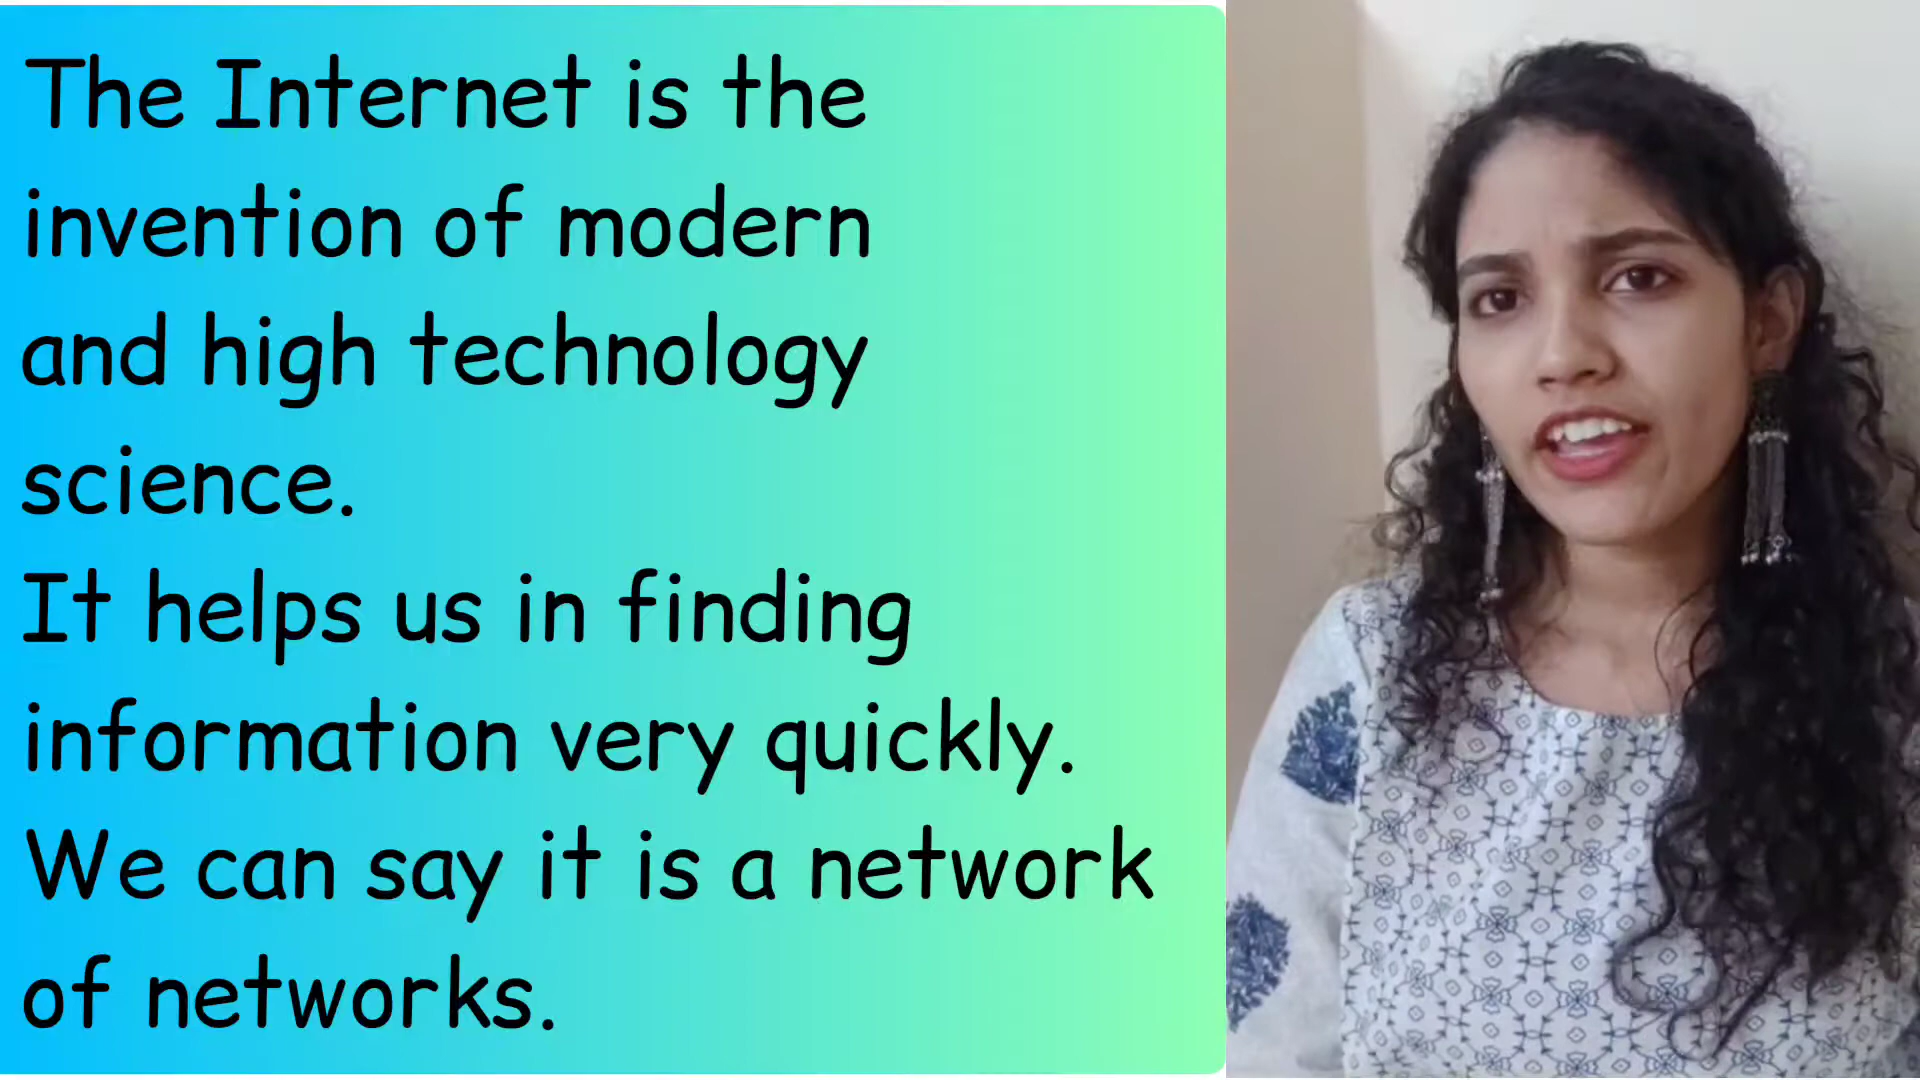 The Internet is the
invention of modern
and high technology
science.
It helps us in finding
information very quickly.
We can say it is a network
of networks.